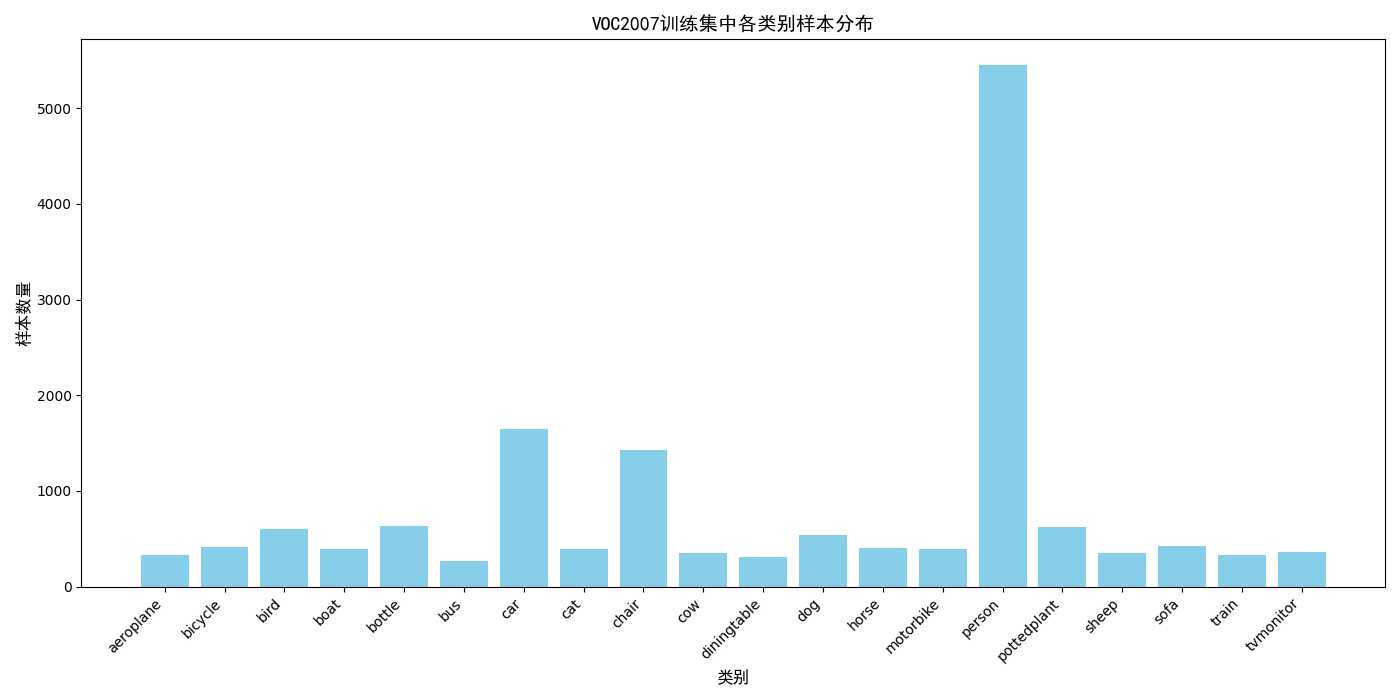 VOC2007训练集中各类别样本分布
样本数量
5000
4000
3000
2000
1000
0
aeroplane
bicycle
bird
boat
bottle
bus
car
cat
chair
cow
diningtable
dog
horse
motorbike
person
pottedplant
sheep
sofa
train
tvmonitor
类别